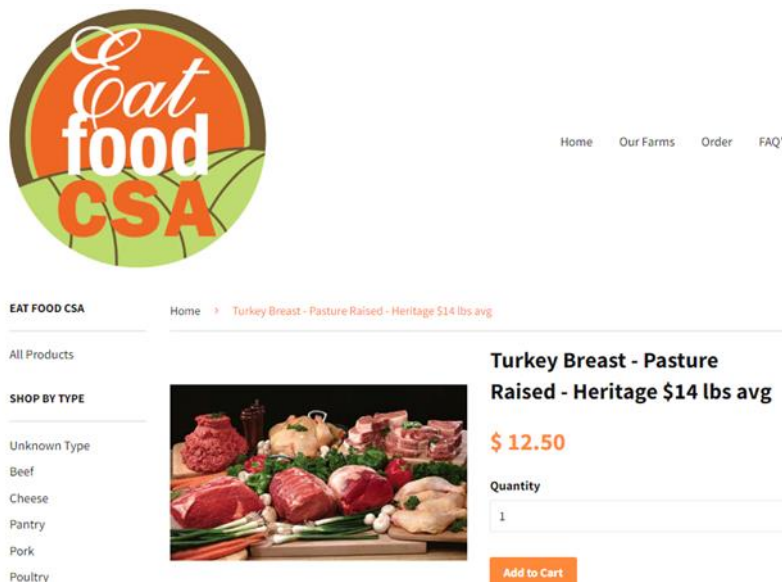 Eat
food
CSA
Home Our Farms Order FAQ'
EAT FOOD CSA
Home › Turkey Breast - Pasture Raised - Heritage $14 lbs avg
All Products
SHOP BY TYPE
Unknown Type
Beef
Cheese
Pantry
Pork
Poultry
Turkey Breast - Pasture
Raised - Heritage $14 lbs avg
$ 12.50
Quantity
1
Add to Cart